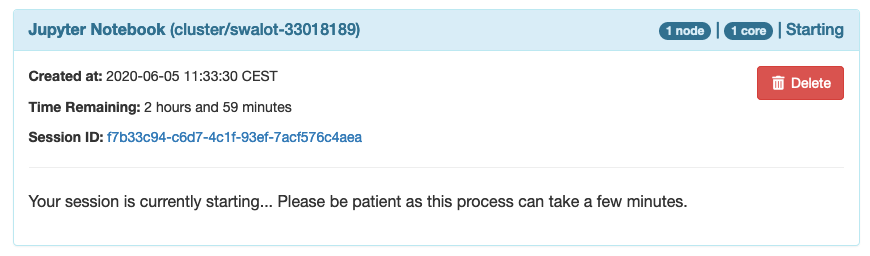 Jupyter Notebook (cluster/swalot-33018189) 1 node | 1 core | Starting
Created at: 2020-06-05 11:33:30 CEST
Delete
Time Remaining: 2 hours and 59 minutes
Session ID: f7b33c94-c6d7-4c1f-93ef-7acf576c4aea
Your session is currently starting... Please be patient as this process can take a few minutes.